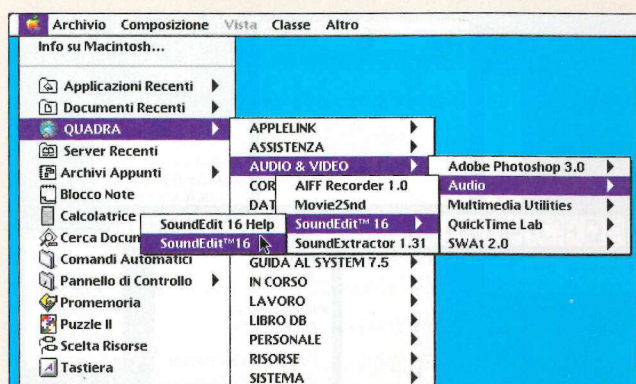 Archivio Composizione Vista Classe Altro
Info su Macintosh...
Applicazioni Recenti
Documenti Recenti
QUADRA
Server Recenti
Archivi Appunti
Blocco Note
Calcolatrice
Cerca Docum
Comandi Automatici
Pannello di Controllo
Promemoria
Puzzle II
Scelta Risorse
Tastiera
APPLELINK
ASSISTENZA
AUDIO & VIDEO
COR
DAT
GUIDA AL SYSTEM 7.5
IN CORSO
LAVORO
LIBRO DB
PERSONALE
RISORSE
SISTEMA
Adobe Photoshop 3.0
Audio
Multimedia Utilities
QuickTime Lab
SWAt 2.0
AIFF Recorder 1.0
Movie2Snd
SoundEdit™ 16
SoundExtractor 1.31
SoundEdit 16 Help
SoundEdit™16